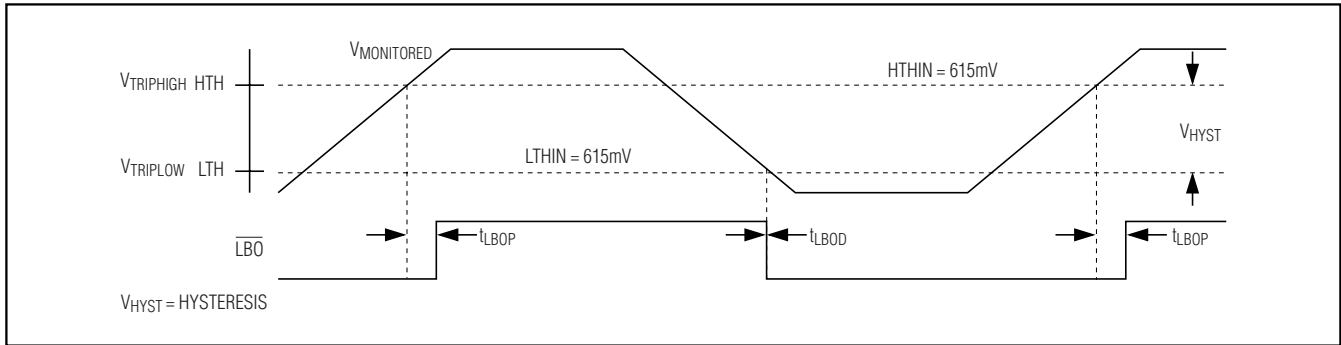 VMONITORED
VTRIPHIGH HTH
HTHIN = 615mV
VHYST
LTHIN = 615mV
VTRIPLOW LTH
LBO
tLBOP
tLBOD
tLBOP
VHYST = HYSTERESIS